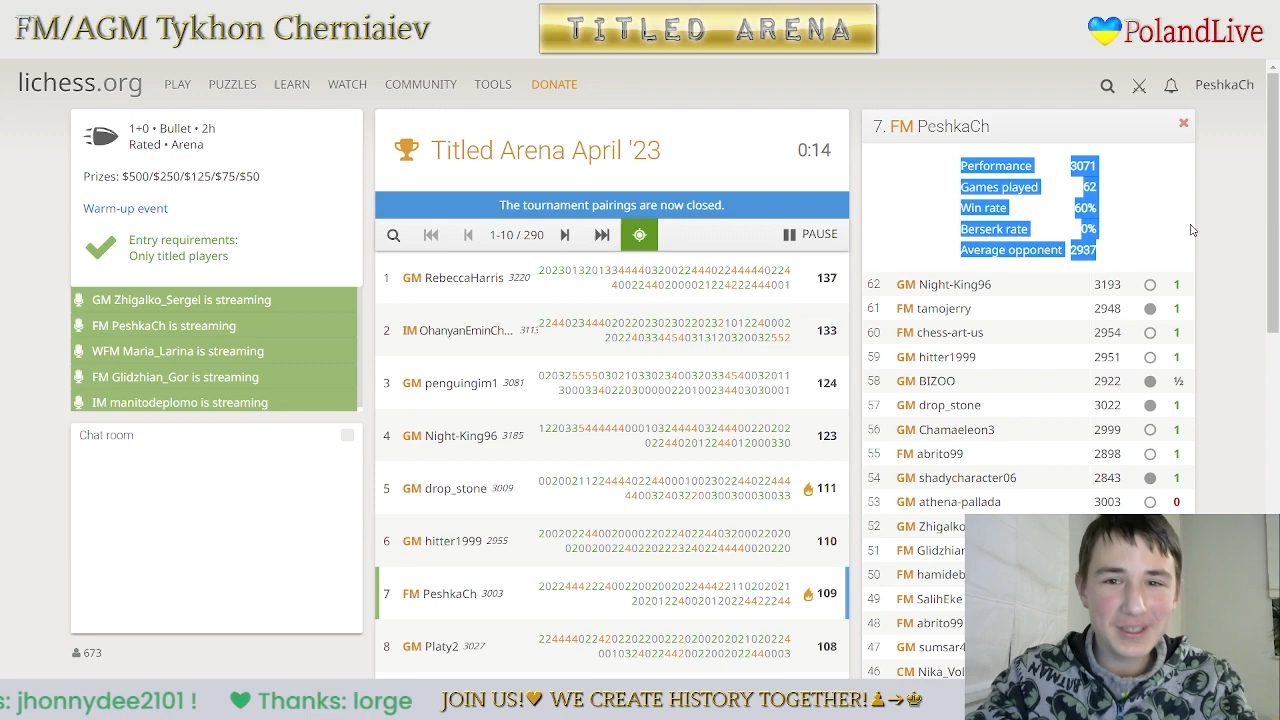 FM/AGM Tykhon Cherniaiev
TITLED ARENA
PolandLive
lichess.org
PLAY PUZZLES LEARN WATCH COMMUNITY TOOLS DONATE
PeshkaCh
1+0 • Bullet • 2h
Rated • Arena
Prizes: $500/$250/$125/$75/$50
Warm-up event
Entry requirements:
Only titled players
GM Zhigalko_Sergei is streaming
FM PeshkaCh is streaming
WFM Maria_Larina is streaming
FM Glidzhian_Gor is streaming
IM manitodeplomo is streaming
Chat room
673
Titled Arena April '23
0:14
The tournament pairings are now closed.
1-10 / 290
PAUSE
1 GM RebeccaHarris 3220 137
2 IM OhanyanEminCh... 133
3 GM penguingim1 3081 124
4 GM Night-King96 3185 123
5 GM drop_stone 3009 111
6 GM hitter1999 2955 110
7 FM PeshkaCh 3003 109
8 GM Platy2 3027 108
7. FM PeshkaCh
Performance 3071
Games played 62
Win rate 60%
Berserk rate 0%
Average opponent 2937
62 GM Night-King96 3193 1
61 FM tamojerry 2948 1
60 FM chess-art-us 2954 1
59 GM hitter1999 2951 1
58 GM BIZOO 2922 ½
57 GM drop_stone 3022 1
56 GM Chamaeleon3 2999 1
55 FM abrito99 2898 1
54 GM shadycharacter06 2843 1
53 GM athena-pallada 3003 0
52 GM Zhigalko
51 FM Glidzhian
50 FM hamideb
49 FM SalihEke
48 FM abrito99
47 GM sumsar4
46 CM Nika_Vol
BATMAN
s: jhonnydee2101 !
Thanks: lorge
JOIN US! WE CREATE HISTORY TOGETHER!